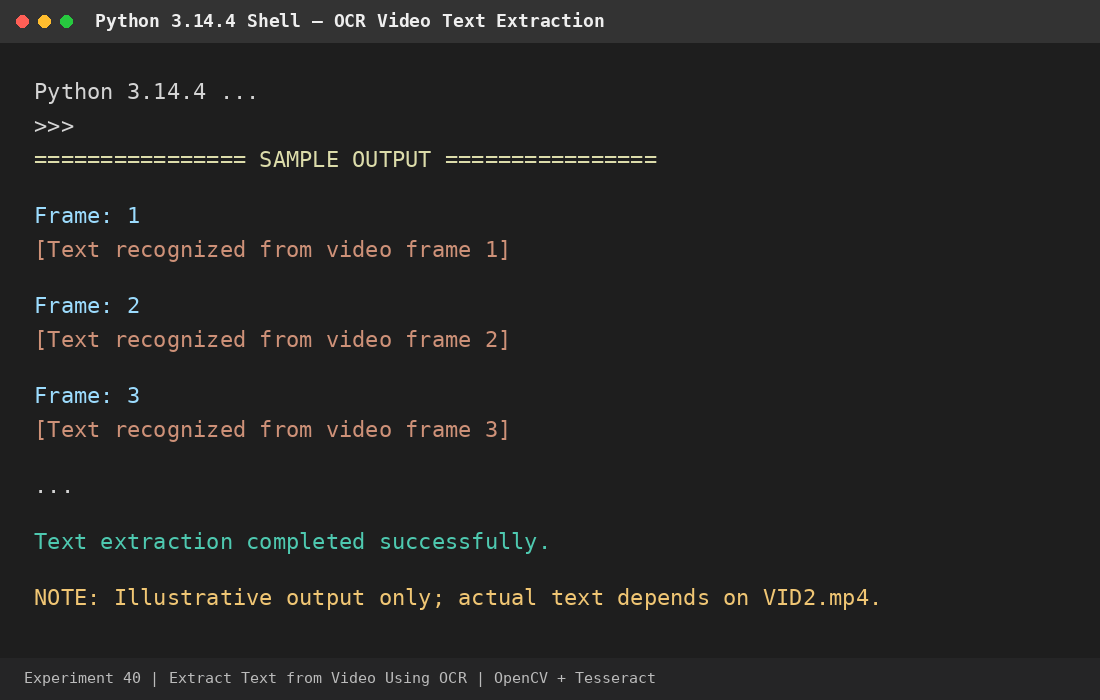 Python 3.14.4 Shell — OCR Video Text Extraction
Python 3.14.4 ...
>>>
================ SAMPLE OUTPUT ================
Frame: 1
[Text recognized from video frame 1]
Frame: 2
[Text recognized from video frame 2]
Frame: 3
[Text recognized from video frame 3]
...
Text extraction completed successfully.
NOTE: Illustrative output only; actual text depends on VID2.mp4.
Experiment 40 | Extract Text from Video Using OCR | OpenCV + Tesseract